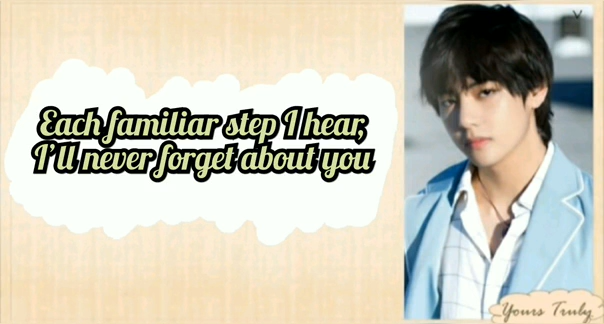 Each familiar step I hear,
I'll never forget about you
V
Yours Truly